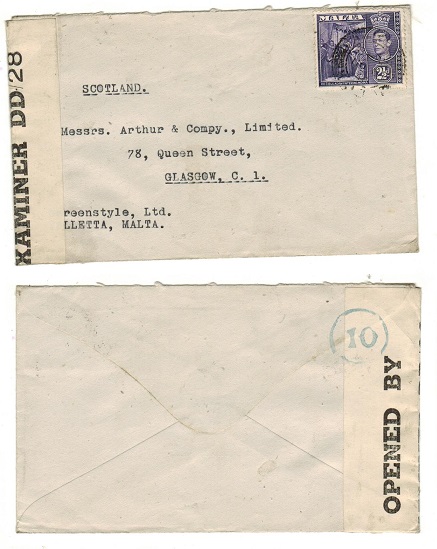 MALTA
2½
SCOTLAND.
Messrs. Arthur & Compy., Limited.
78, Queen Street,
GLASGOW, C. 1.
reenstyle, Ltd.
LLETTA, MALTA.
XAMINER DD/28
10
OPENED BY